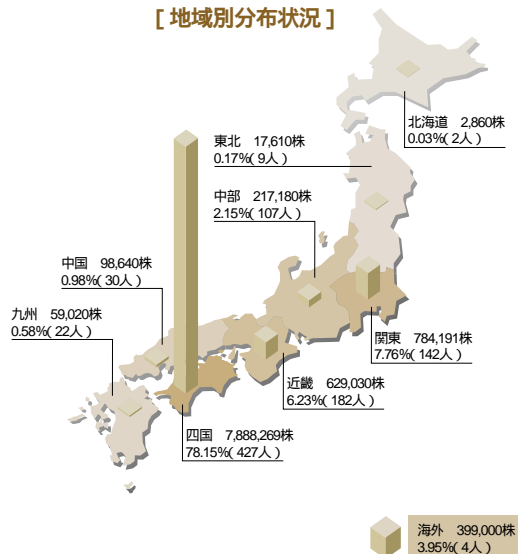 [ 地域別分布状況 ]
北海道　2,860株
0.03%( 2人 )
東北　17,610株
0.17%( 9人 )
中部　217,180株
2.15%( 107人 )
中国　98,640株
0.98%( 30人 )
九州　59,020株
0.58%( 22人 )
関東　784,191株
7.76%( 142人 )
近畿　629,030株
6.23%( 182人 )
四国　7,888,269株
78.15%( 427人 )
海外　399,000株
3.95%( 4人 )